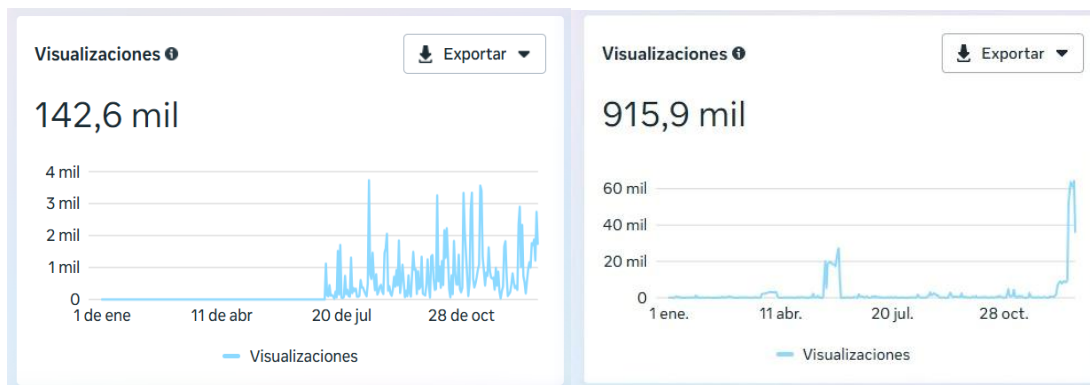 Visualizaciones
Exportar
142,6 mil
4 mil
3 mil
2 mil
1 mil
0
1 de ene
11 de abr
20 de jul
28 de oct
Visualizaciones
Visualizaciones
Exportar
915,9 mil
60 mil
40 mil
20 mil
0
1 ene.
11 abr.
20 jul.
28 oct.
Visualizaciones